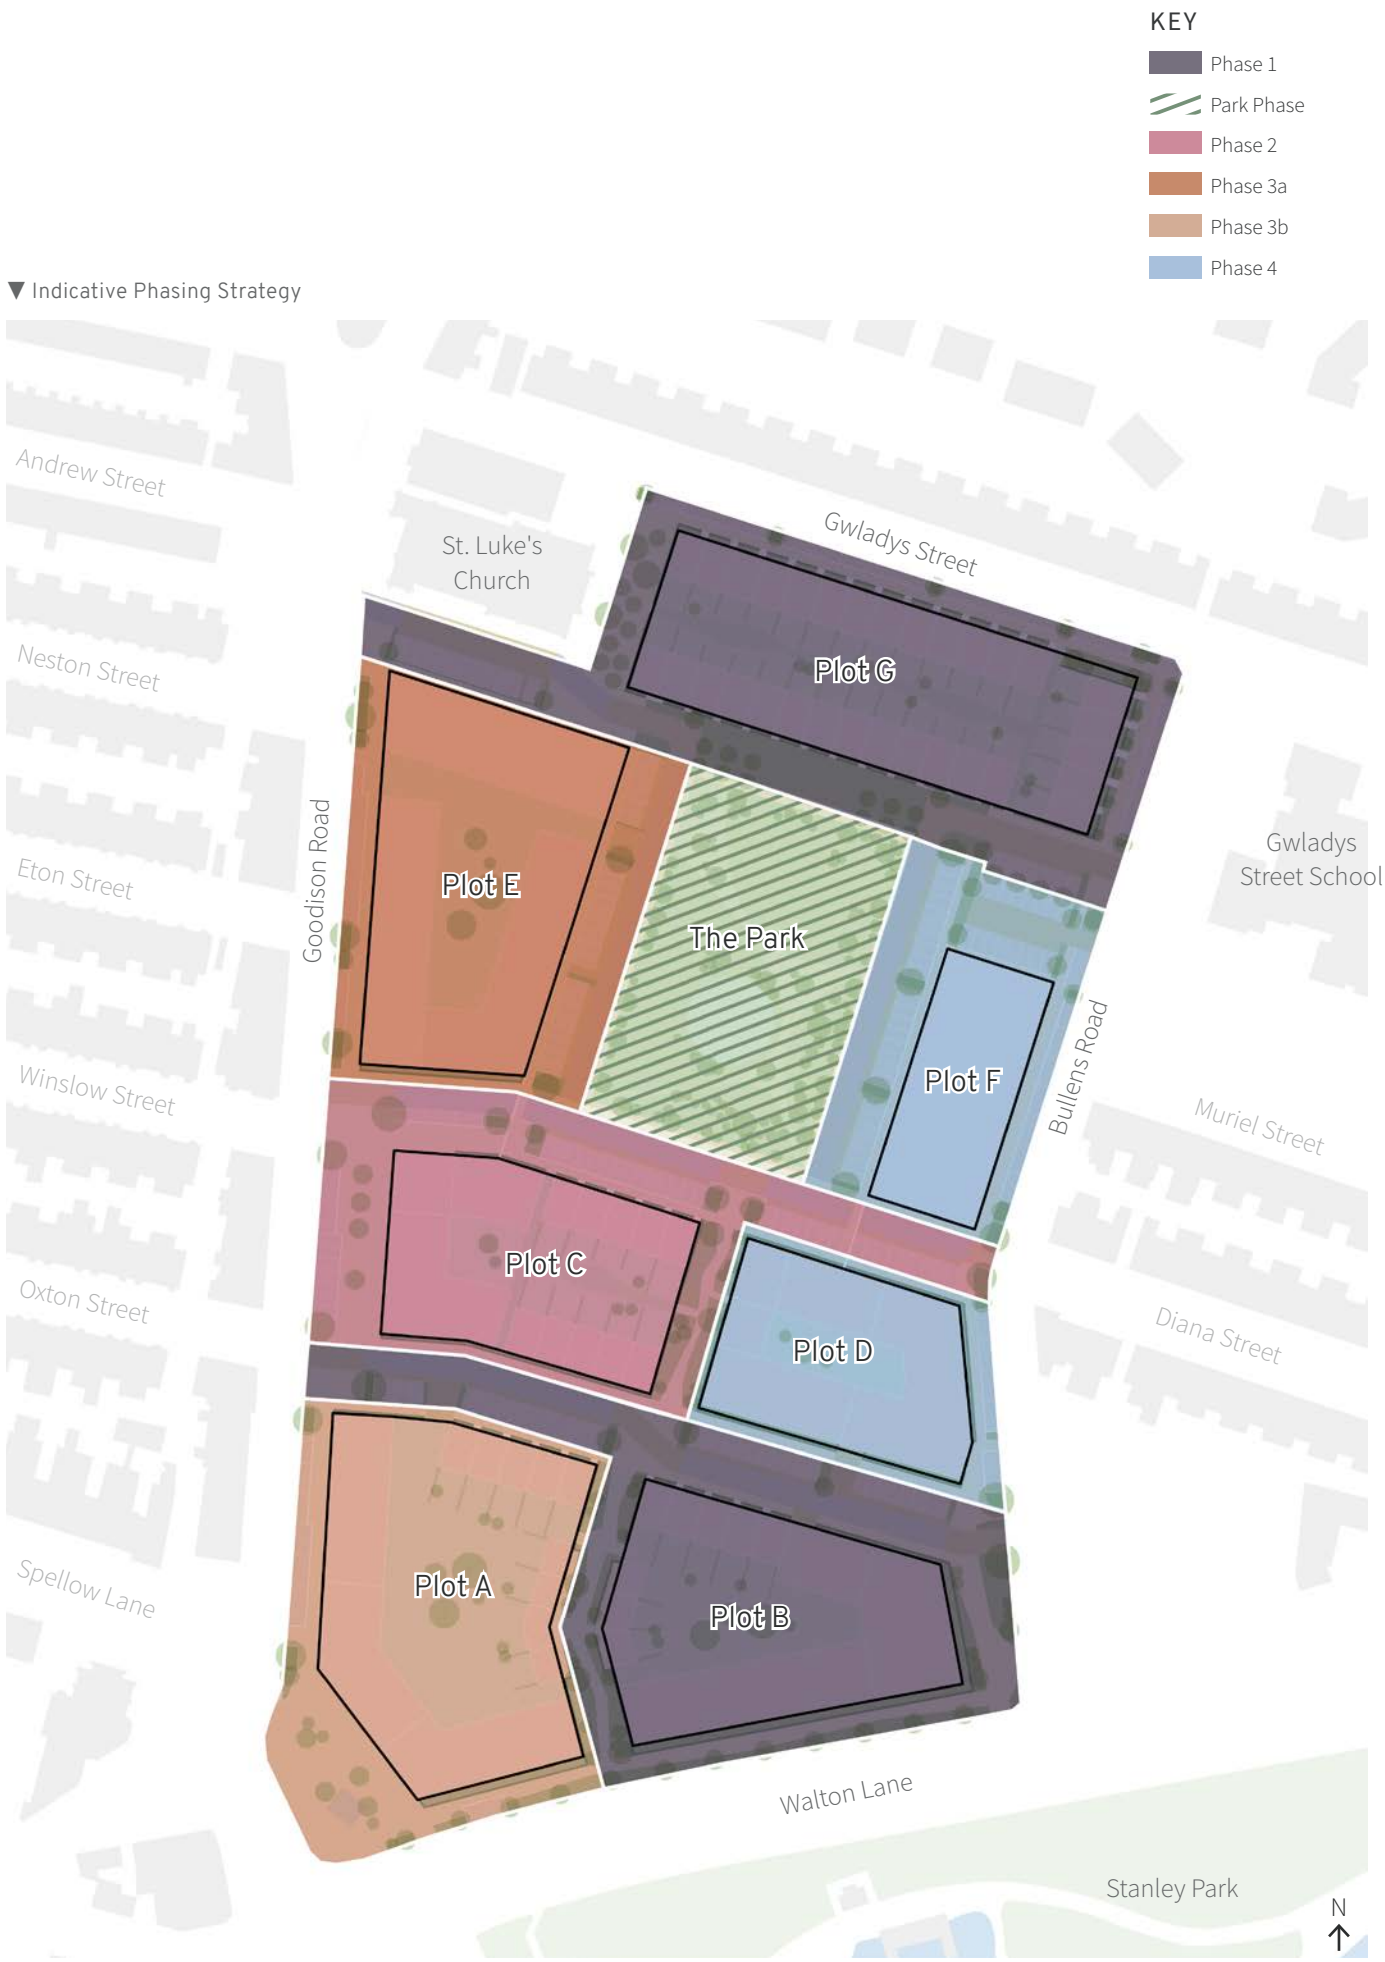 KEY
Phase 1
Park Phase
Phase 2
Phase 3a
Phase 3b
Phase 4
▼ Indicative Phasing Strategy
Andrew Street
Gwladys Street
St. Luke's
Church
Neston Street
Plot G
Goodison Road
Gwladys
Street School
Eton Street
Plot E
The Park
Bullens Road
Plot F
Winslow Street
Muriel Street
Plot C
Oxton Street
Diana Street
Plot D
Spellow Lane
Plot A
Plot B
Walton Lane
Stanley Park
N